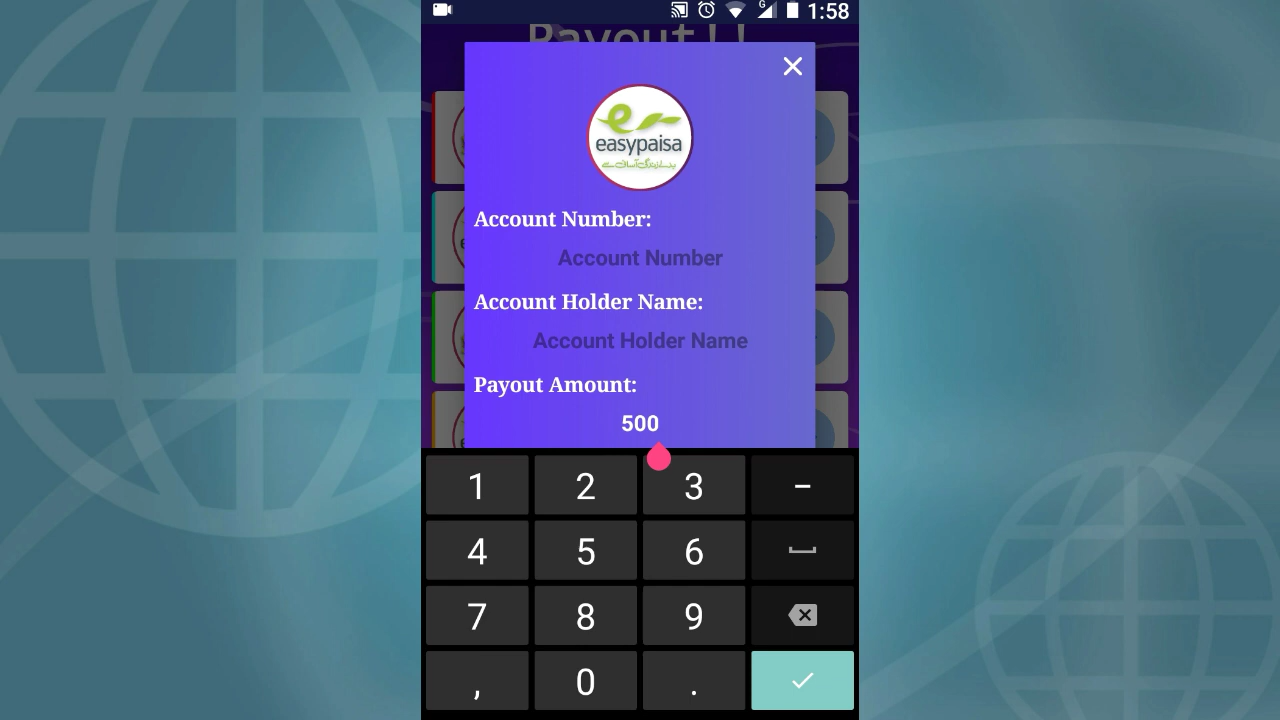 G
1:58
Payout!!
easypaisa
Account Number:
Account Number
Account Holder Name:
Account Holder Name
Payout Amount:
500
1 2 3 –
4 5 6
7 8 9
, 0 .